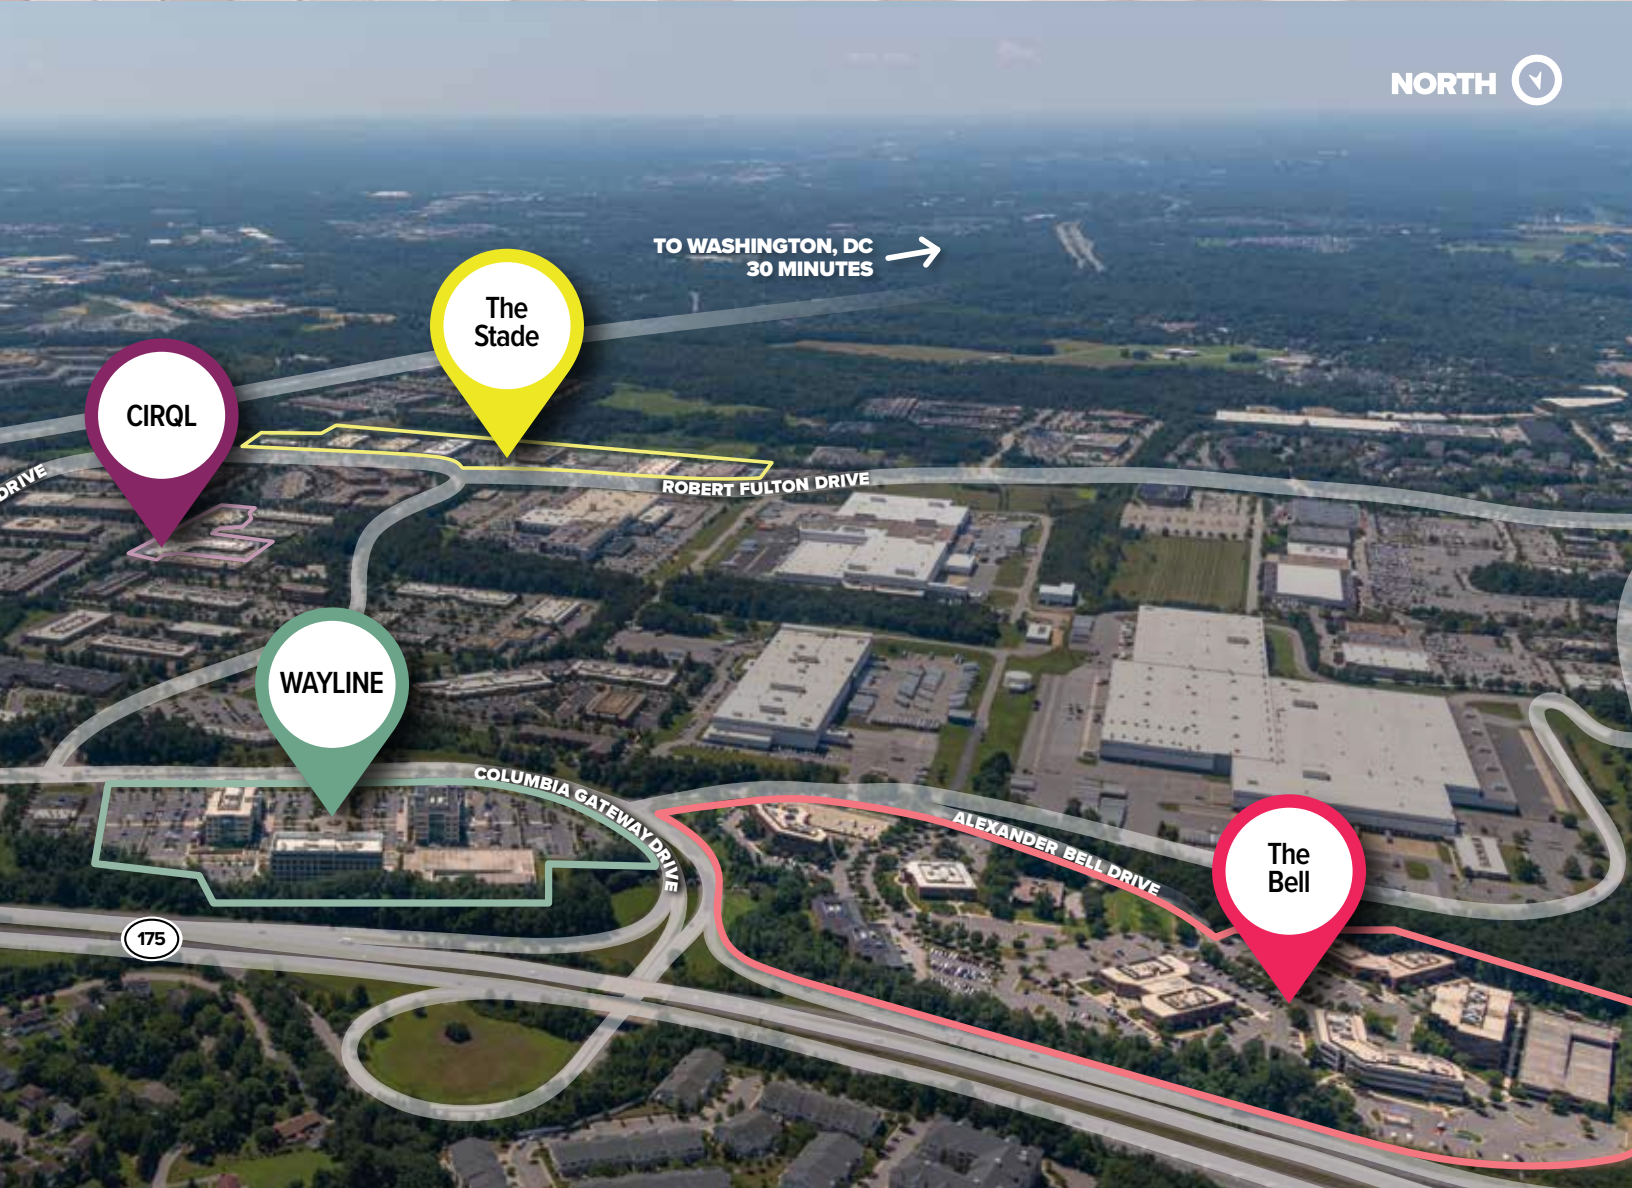 NORTH
TO WASHINGTON, DC
30 MINUTES
The
Stade
CIRQL
DRIVE
ROBERT FULTON DRIVE
WAYLINE
COLUMBIA GATEWAY DRIVE
ALEXANDER BELL DRIVE
The
Bell
175